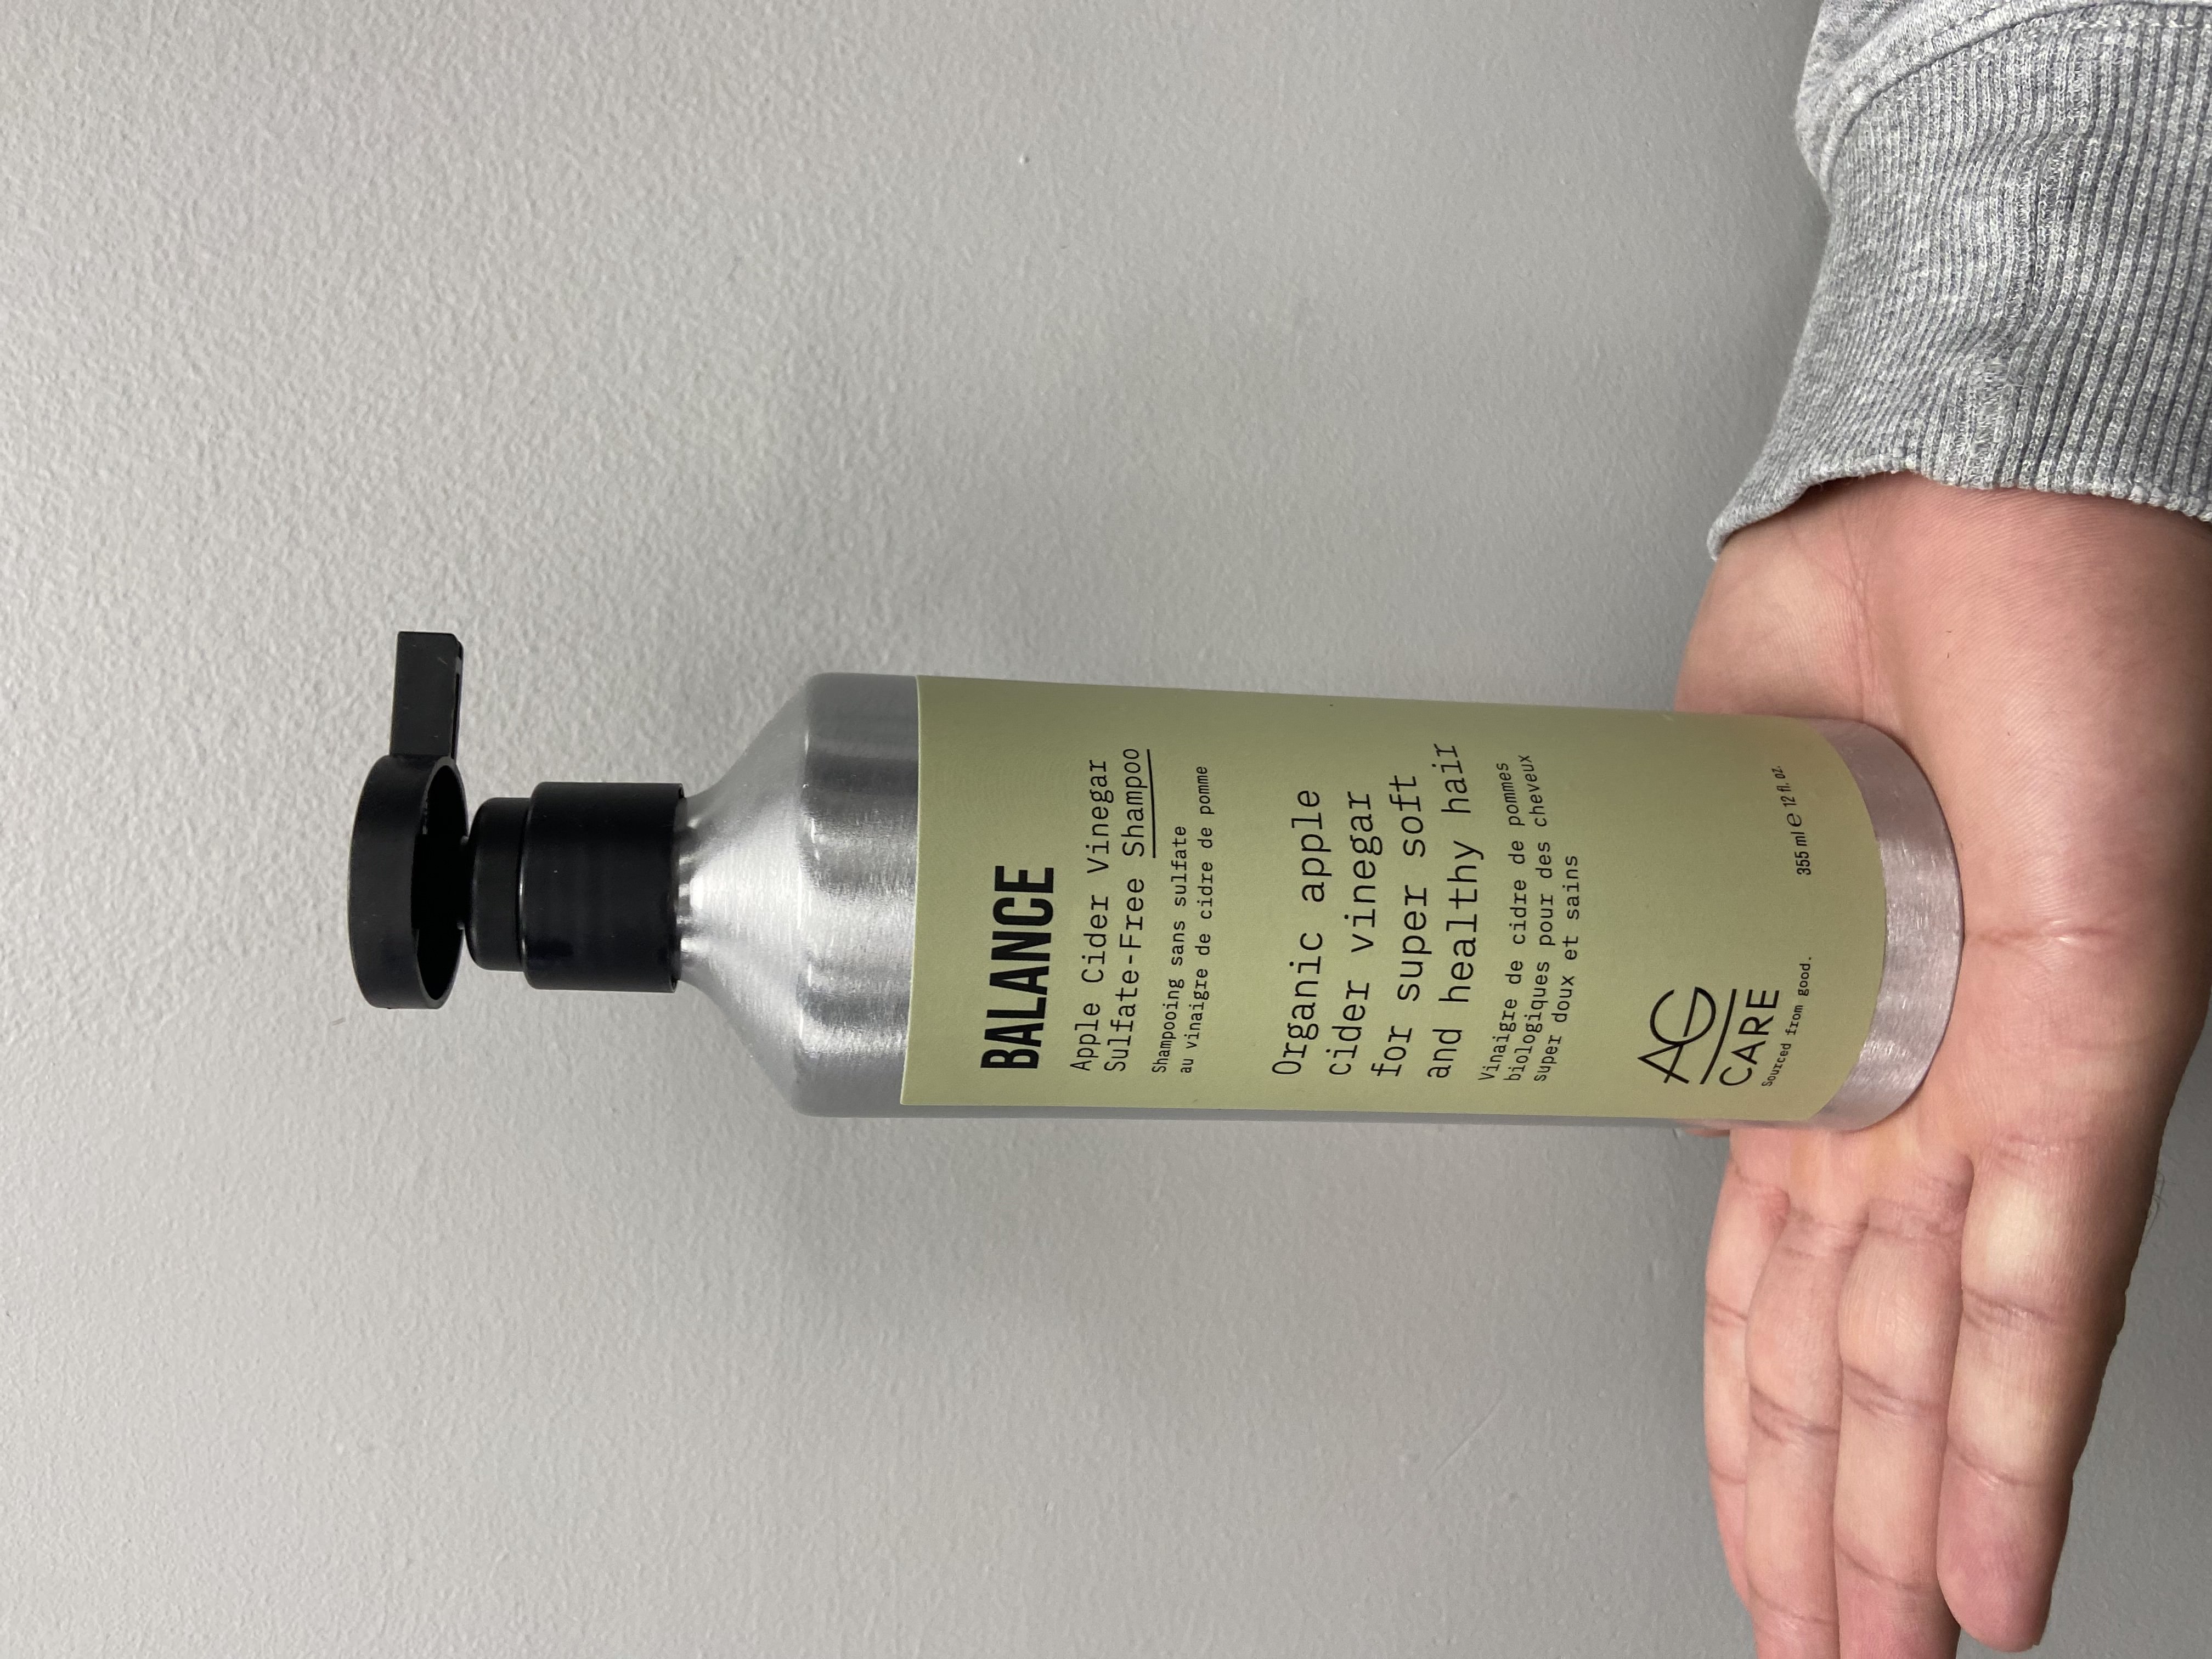 BALANCE
Apple Cider Vinegar
Sulfate-Free Shampoo
Shampooing sans sulfate
au vinaigre de cidre de pomme
Organic apple
cider vinegar
for super soft
and healthy hair
Vinaigre de cidre de pommes
biologiques pour des cheveux
super doux et sains
AG
CARE
Sourced from good.
355 ml ℮ 12 fl. oz.